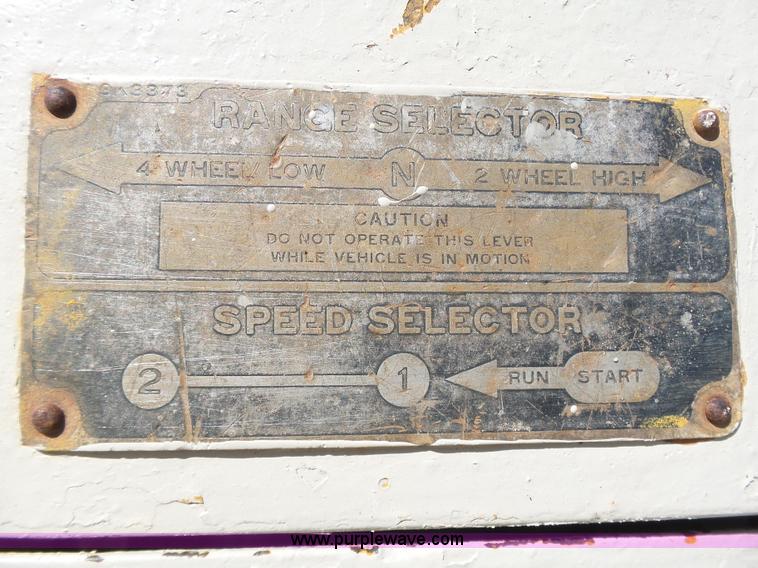 RANGE SELECTOR
4 WHEEL LOW N 2 WHEEL HIGH
CAUTION
DO NOT OPERATE THIS LEVER
WHILE VEHICLE IS IN MOTION
SPEED SELECTOR
2 1 RUN START
www.purplewave.com